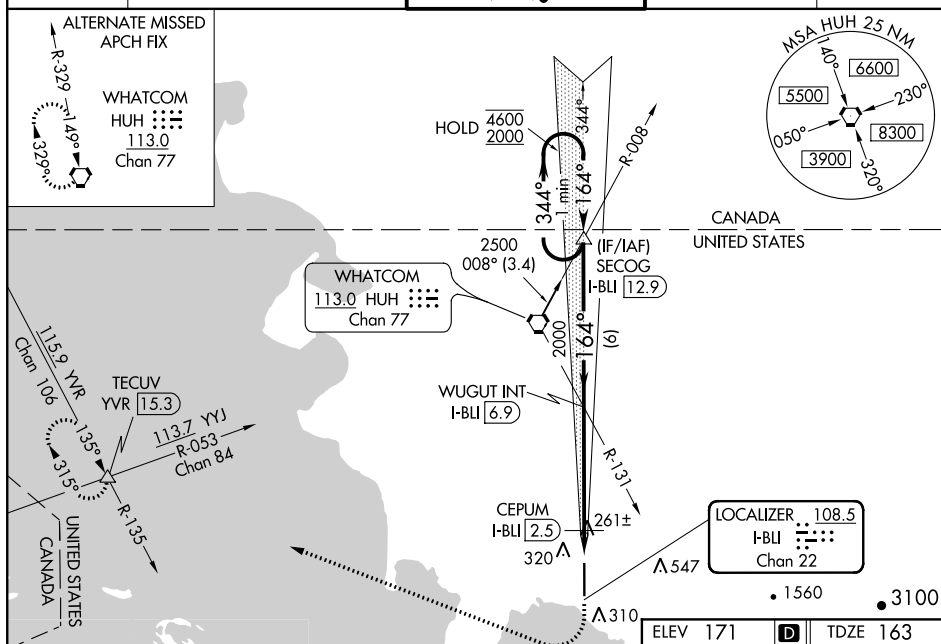 ALTERNATE MISSED
APCH FIX
R-329
149°
329°
WHATCOM
HUH
113.0
Chan 77
HOLD 4600
2000
344°
344°
1 min
164°
R-008
MSA HUH 25 NM
140°
6600
5500
230°
050°
8300
3900
320°
CANADA
UNITED STATES
2500
008° (3.4)
(IF/IAF)
SECOG
I-BLI 12.9
WHATCOM
113.0 HUH
Chan 77
2000
164°
(6)
115.9 YVR
Chan 106
TECUV
YVR 15.3
135°
315°
113.7 YYJ
R-053
Chan 84
R-135
WUGUT INT
I-BLI 6.9
R-131
UNITED STATES
CANADA
CEPUM
I-BLI 2.5
261±
320
LOCALIZER 108.5
I-BLI
Chan 22
547
1560
3100
310
ELEV 171 D TDZE 163